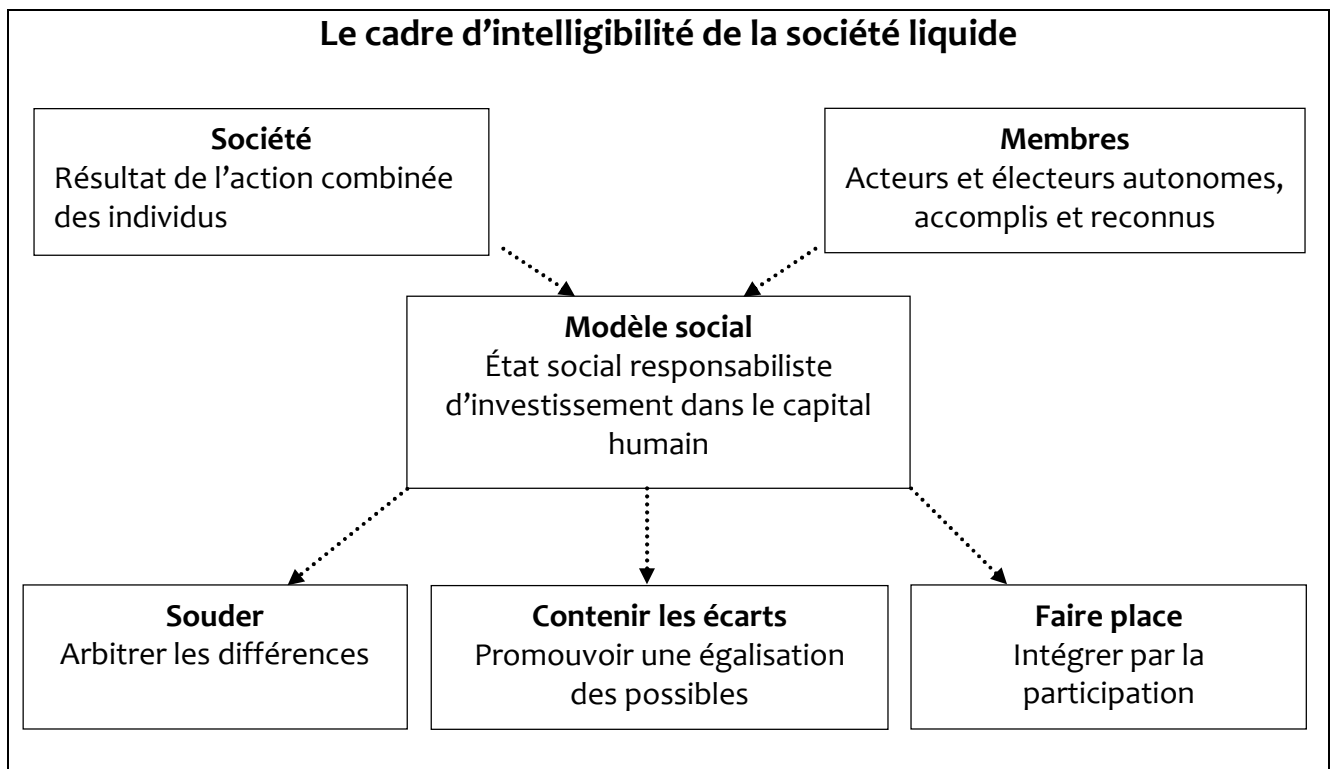 Le cadre d’intelligibilité de la société liquide
Société
Résultat de l’action combinée
des individus
Membres
Acteurs et électeurs autonomes,
accomplis et reconnus
Modèle social
État social responsabiliste
d’investissement dans le capital
humain
Souder
Arbitrer les différences
Contenir les écarts
Promouvoir une égalisation
des possibles
Faire place
Intégrer par la
participation